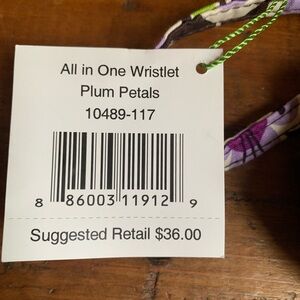 All in One Wristlet
Plum Petals
10489-117
8 86003 11912 9
Suggested Retail $36.00